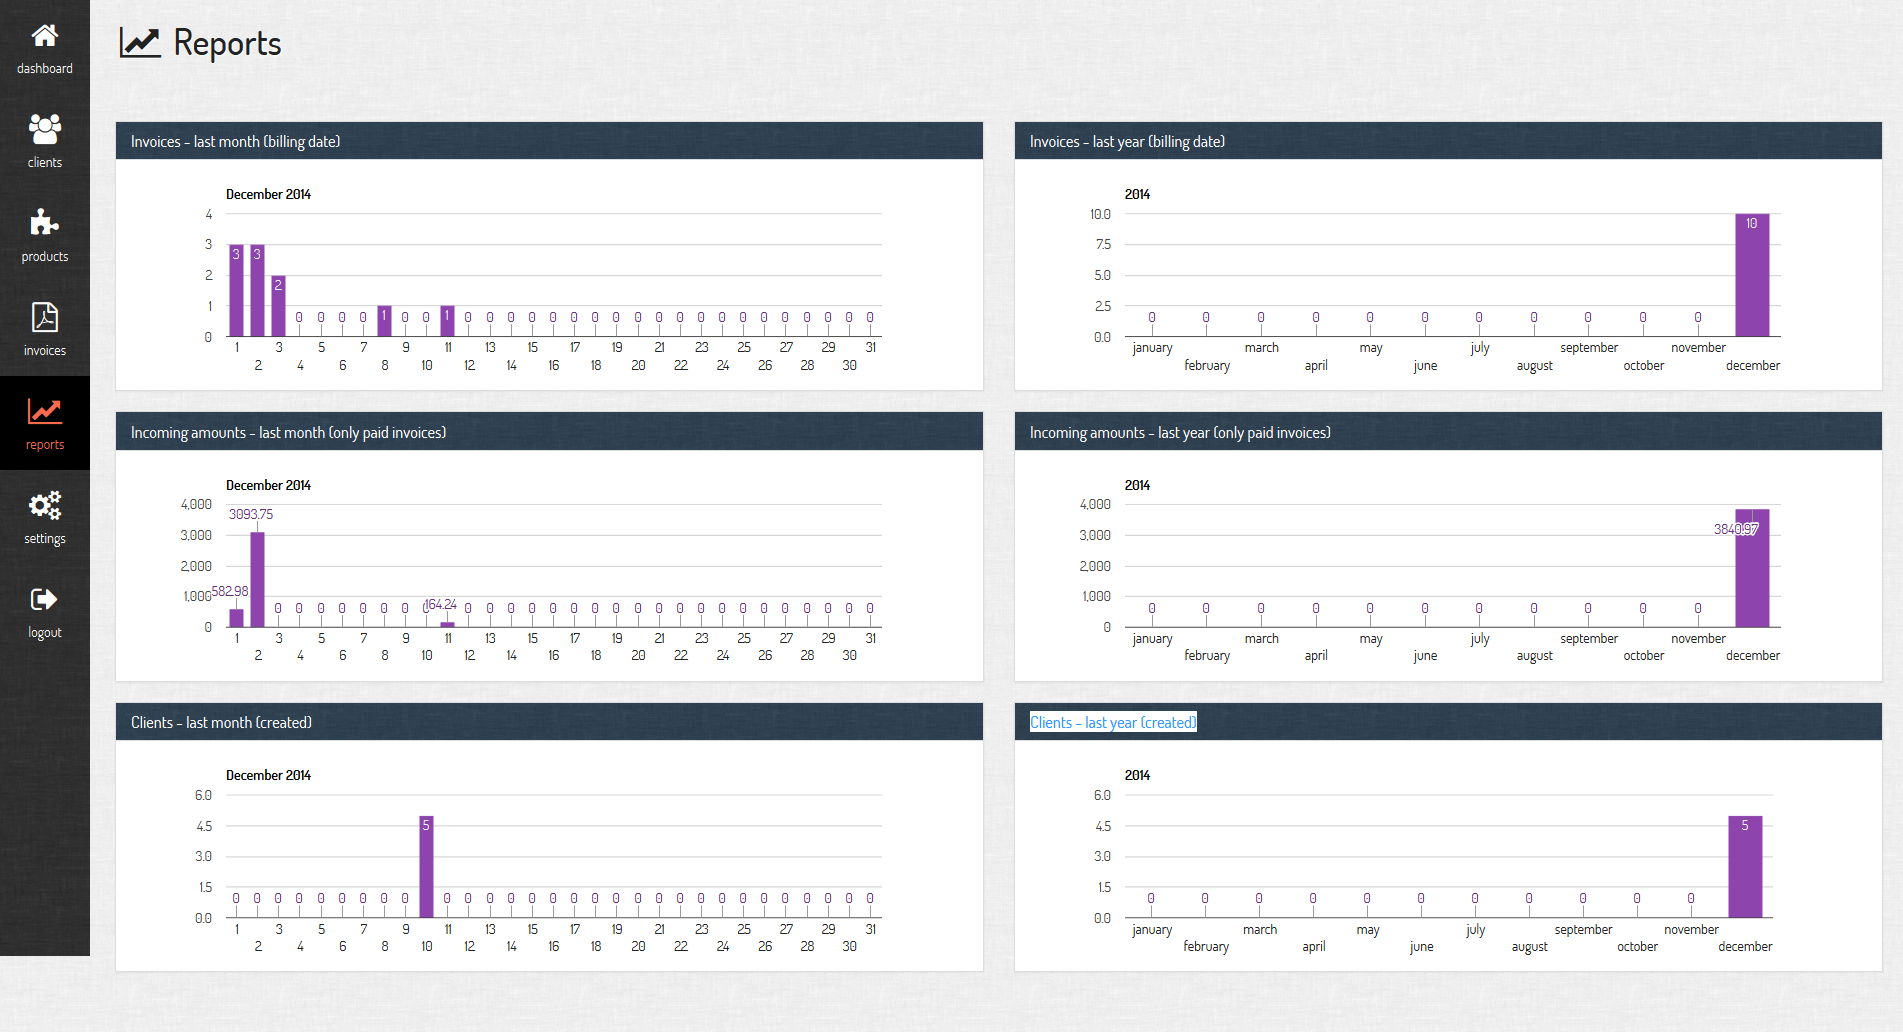 Reports
dashboard
clients
products
invoices
reports
settings
logout
Invoices - last month (billing date)
December 2014
4
3
2
1
0
3 3 2 0 0 0 0 1 0 0 1 0 0 0 0 0 0 0 0 0 0 0 0 0 0 0 0 0 0 0 0
1 3 5 7 9 11 13 15 17 19 21 23 25 27 29 31
2 4 6 8 10 12 14 16 18 20 22 24 26 28 30
Invoices - last year (billing date)
2014
10.0
7.5
5.0
2.5
0.0
0 0 0 0 0 0 0 0 0 0 0 10
january march may july september november
february april june august october december
Incoming amounts - last month (only paid invoices)
December 2014
4,000
3,000
2,000
1,000
0
582.98 3093.75 0 0 0 0 0 0 0 0 164.24 0 0 0 0 0 0 0 0 0 0 0 0 0 0 0 0 0 0 0 0
1 3 5 7 9 11 13 15 17 19 21 23 25 27 29 31
2 4 6 8 10 12 14 16 18 20 22 24 26 28 30
Incoming amounts - last year (only paid invoices)
2014
4,000
3,000
2,000
1,000
0
0 0 0 0 0 0 0 0 0 0 0 3840.97
january march may july september november
february april june august october december
Clients - last month (created)
December 2014
6.0
4.5
3.0
1.5
0.0
0 0 0 0 0 0 0 0 0 5 0 0 0 0 0 0 0 0 0 0 0 0 0 0 0 0 0 0 0 0 0
1 3 5 7 9 11 13 15 17 19 21 23 25 27 29 31
2 4 6 8 10 12 14 16 18 20 22 24 26 28 30
Clients - last year (created)
2014
6.0
4.5
3.0
1.5
0.0
0 0 0 0 0 0 0 0 0 0 0 5
january march may july september november
february april june august october december